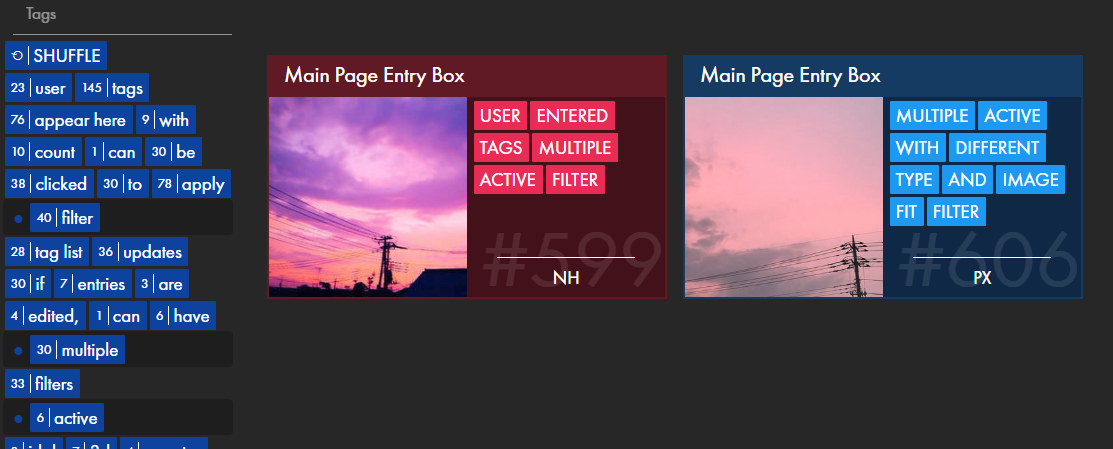 Tags
SHUFFLE
23 user 145 tags
76 appear here 9 with
10 count 1 can 30 be
38 clicked 30 to 78 apply
40 filter
28 tag list 36 updates
30 if 7 entries 3 are
4 edited, 1 can 6 have
30 multiple
33 filters
6 active
Main Page Entry Box
USER ENTERED
TAGS MULTIPLE
ACTIVE FILTER
#599
NH
Main Page Entry Box
MULTIPLE ACTIVE
WITH DIFFERENT
TYPE AND IMAGE
FIT FILTER
#606
PX